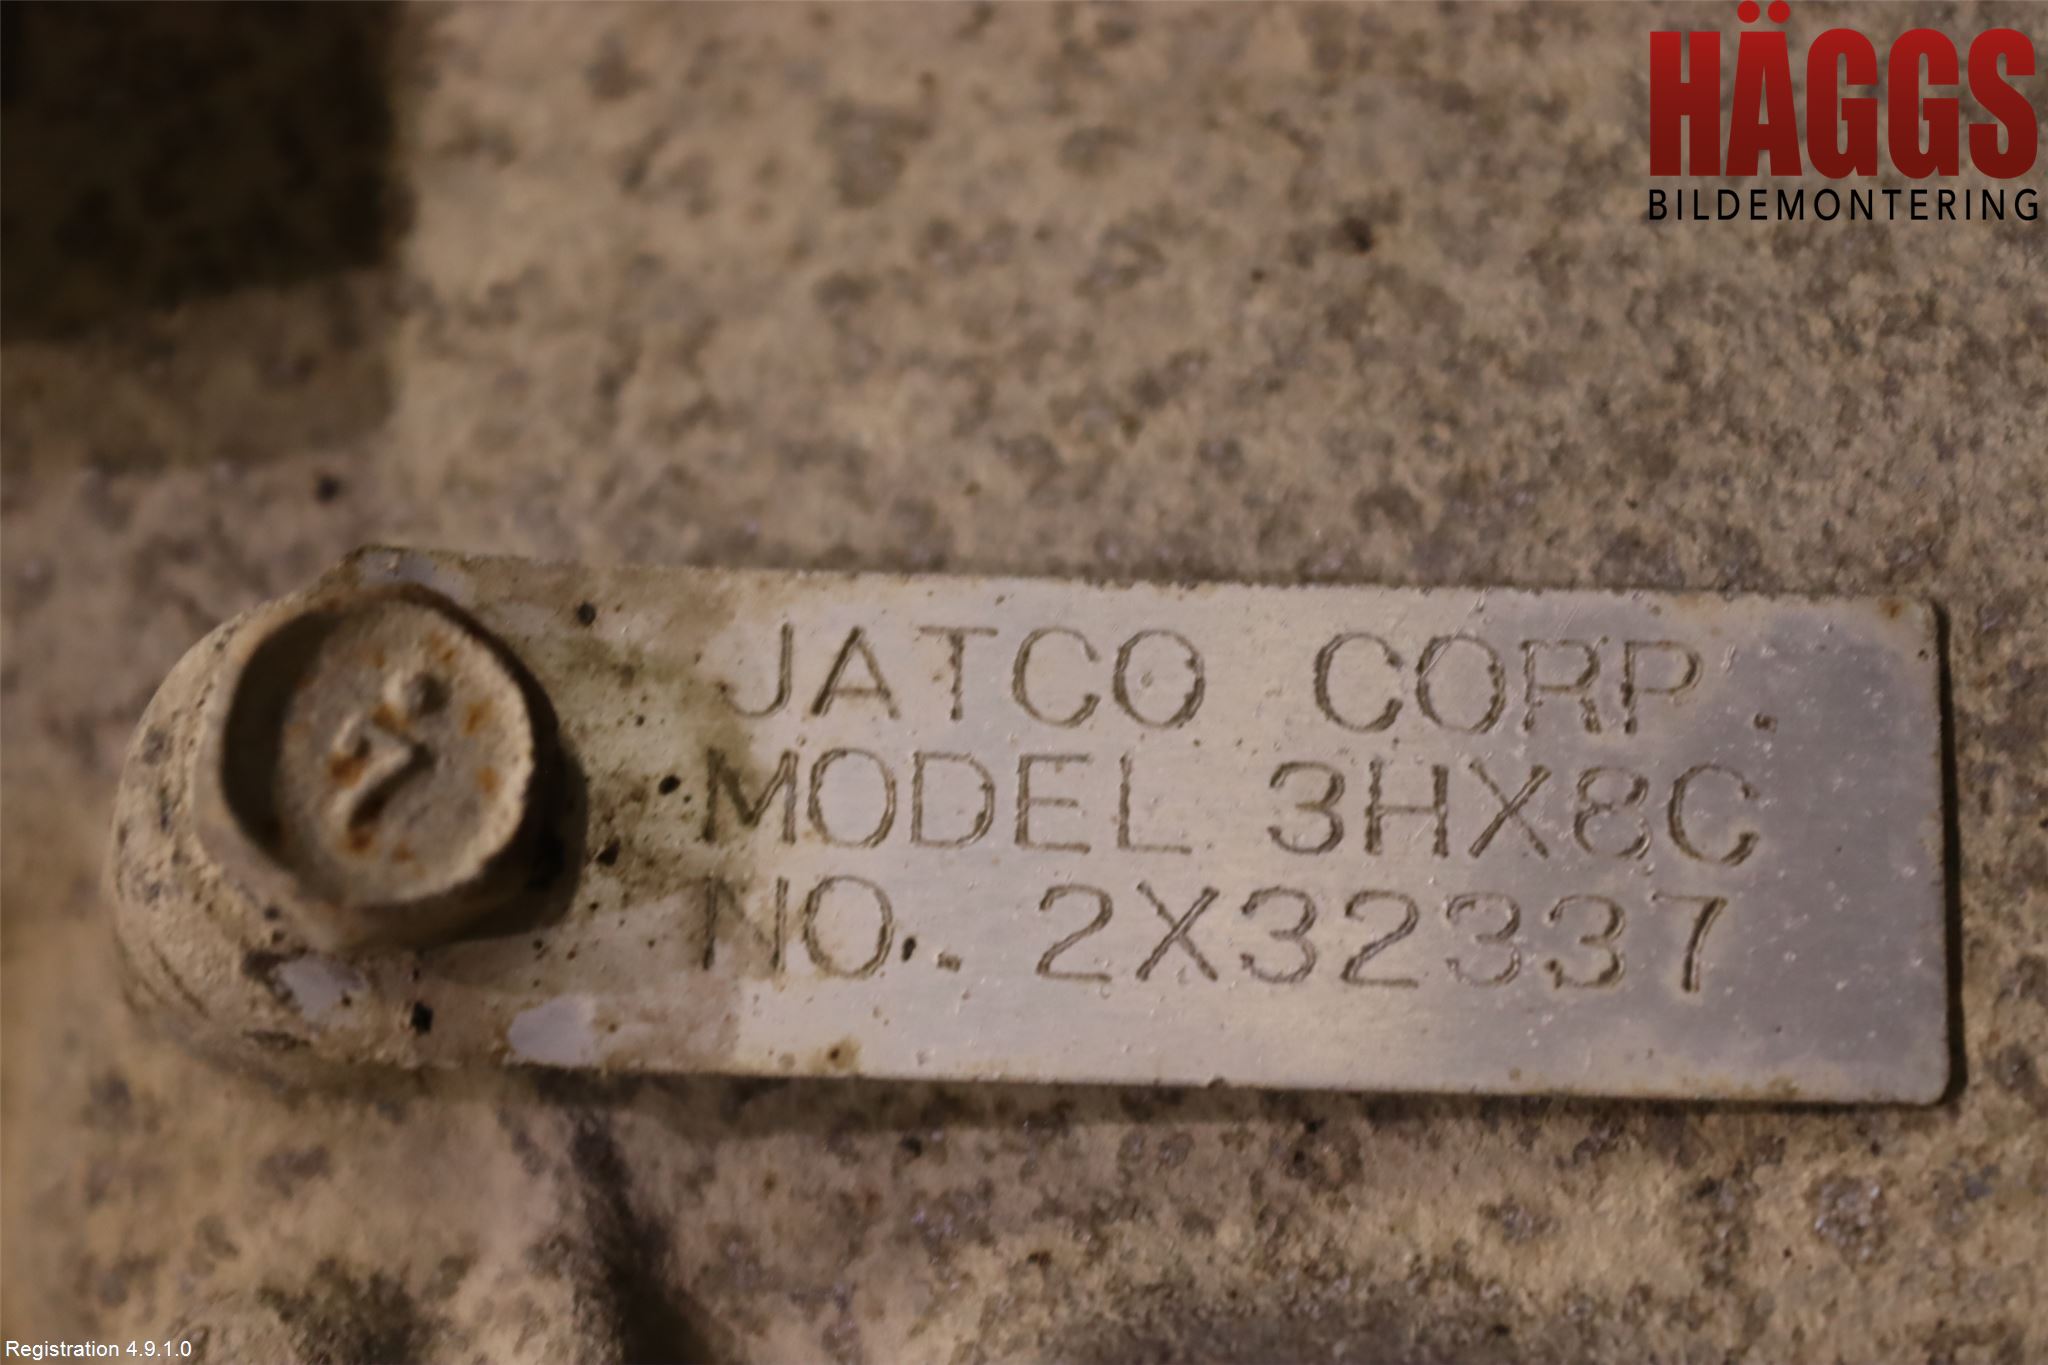 HÄGGS
BILDEMONTERING
JATCO CORP.
MODEL 3HX8C
NO. 2X32337
Registration 4.9.1.0